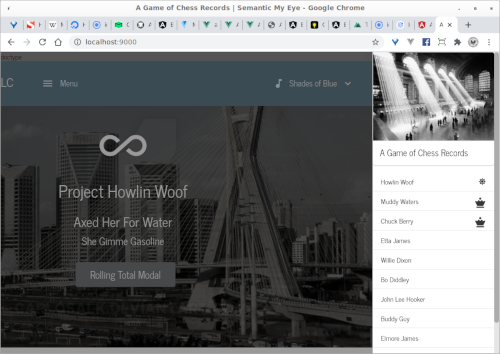 A Game of Chess Records | Semantic My Eye - Google Chrome
localhost:9000
LC
Menu
Shades of Blue
Project Howlin Woof
Axed Her For Water
She Gimme Gasoline
Rolling Total Modal
A Game of Chess Records
Howlin Woof
Muddy Waters
Chuck Berry
Etta James
Willie Dixon
Bo Diddley
John Lee Hooker
Buddy Guy
Elmore James